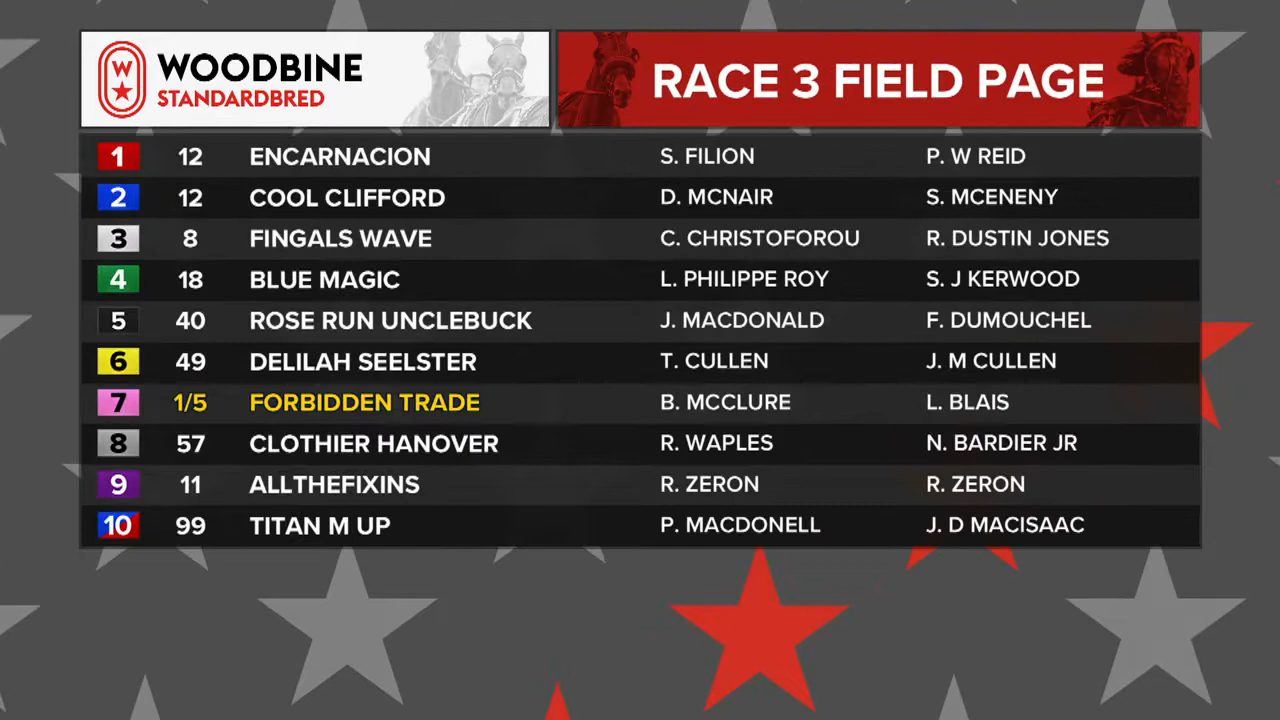 W
WOODBINE
STANDARDBRED
RACE 3 FIELD PAGE
1 12 ENCARNACION S. FILION P. W REID
2 12 COOL CLIFFORD D. MCNAIR S. MCENENY
3 8 FINGALS WAVE C. CHRISTOFOROU R. DUSTIN JONES
4 18 BLUE MAGIC L. PHILIPPE ROY S. J KERWOOD
5 40 ROSE RUN UNCLEBUCK J. MACDONALD F. DUMOUCHEL
6 49 DELILAH SEELSTER T. CULLEN J. M CULLEN
7 1/5 FORBIDDEN TRADE B. MCCLURE L. BLAIS
8 57 CLOTHIER HANOVER R. WAPLES N. BARDIER JR
9 11 ALLTHEFIXINS R. ZERON R. ZERON
10 99 TITAN M UP P. MACDONELL J. D MACISAAC